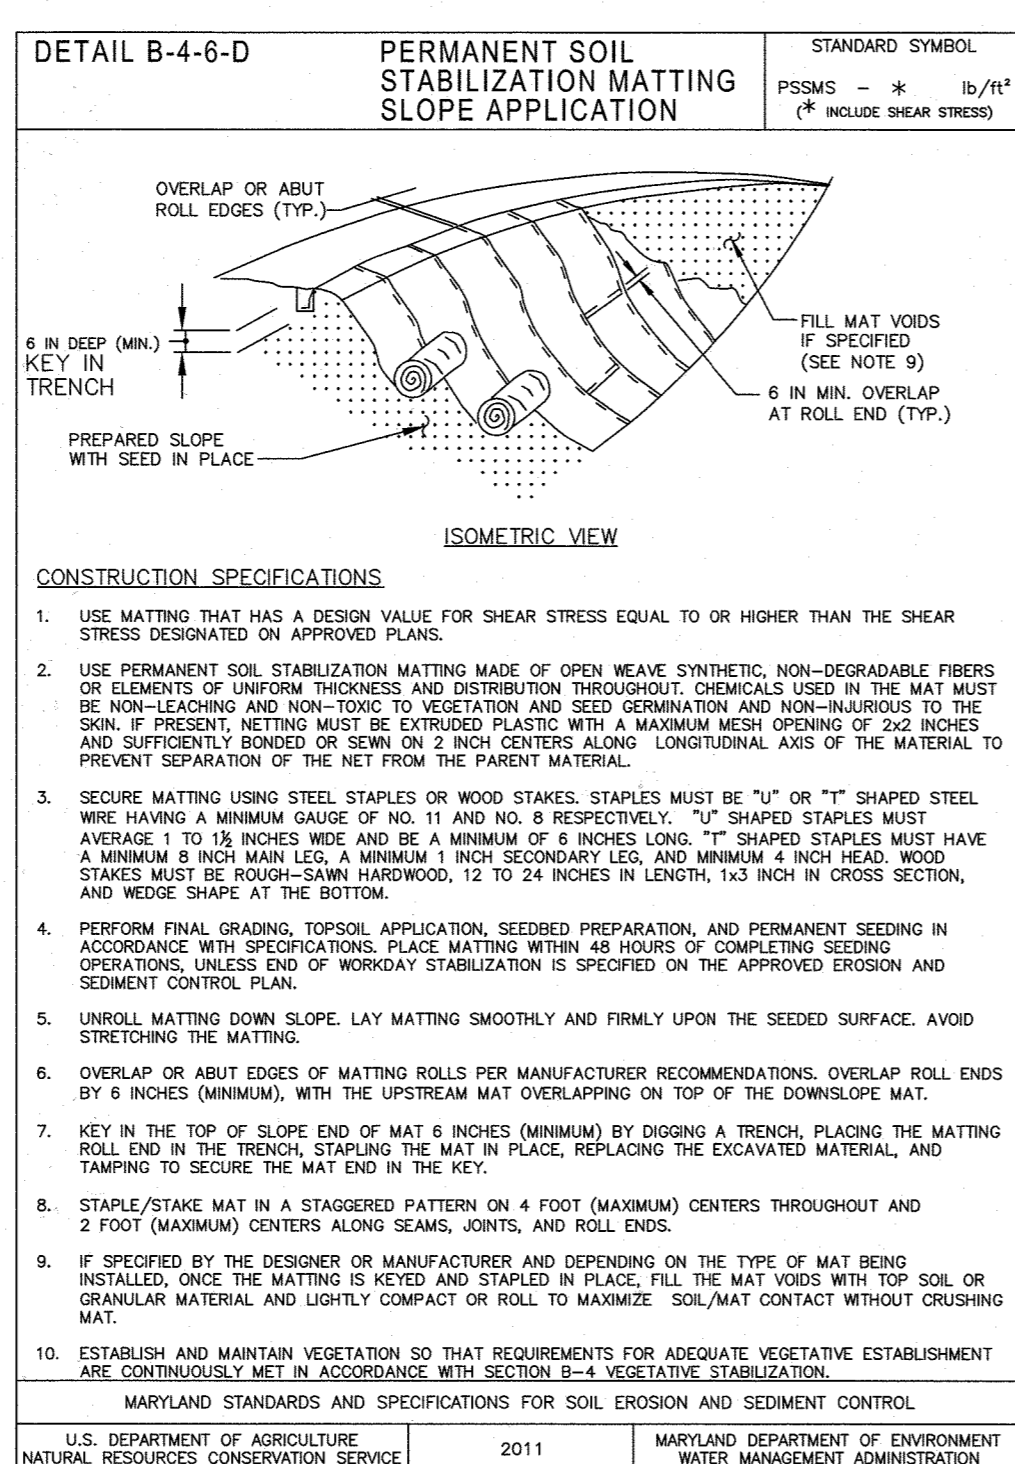 DETAIL B-4-6-D
PERMANENT SOIL
STABILIZATION MATTING
SLOPE APPLICATION
STANDARD SYMBOL
PSSMS - * lb/ft²
(* INCLUDE SHEAR STRESS)
OVERLAP OR ABUT
ROLL EDGES (TYP.)
6 IN DEEP (MIN.)
KEY IN
TRENCH
FILL MAT VOIDS
IF SPECIFIED
(SEE NOTE 9)
6 IN MIN. OVERLAP
AT ROLL END (TYP.)
PREPARED SLOPE
WITH SEED IN PLACE
ISOMETRIC VIEW
CONSTRUCTION SPECIFICATIONS
1. USE MATTING THAT HAS A DESIGN VALUE FOR SHEAR STRESS EQUAL TO OR HIGHER THAN THE SHEAR
STRESS DESIGNATED ON APPROVED PLANS.
2. USE PERMANENT SOIL STABILIZATION MATTING MADE OF OPEN WEAVE SYNTHETIC, NON-DEGRADABLE FIBERS
OR ELEMENTS OF UNIFORM THICKNESS AND DISTRIBUTION THROUGHOUT. CHEMICALS USED IN THE MAT MUST
BE NON-LEACHING AND NON-TOXIC TO VEGETATION AND SEED GERMINATION AND NON-INJURIOUS TO THE
SKIN. IF PRESENT, NETTING MUST BE EXTRUDED PLASTIC WITH A MAXIMUM MESH OPENING OF 2x2 INCHES
AND SUFFICIENTLY BONDED OR SEWN ON 2 INCH CENTERS ALONG LONGITUDINAL AXIS OF THE MATERIAL TO
PREVENT SEPARATION OF THE NET FROM THE PARENT MATERIAL.
3. SECURE MATTING USING STEEL STAPLES OR WOOD STAKES. STAPLES MUST BE "U" OR "T" SHAPED STEEL
WIRE HAVING A MINIMUM GAUGE OF NO. 11 AND NO. 8 RESPECTIVELY. "U" SHAPED STAPLES MUST
AVERAGE 1 TO 1½ INCHES WIDE AND BE A MINIMUM OF 6 INCHES LONG. "T" SHAPED STAPLES MUST HAVE
A MINIMUM 8 INCH MAIN LEG, A MINIMUM 1 INCH SECONDARY LEG, AND MINIMUM 4 INCH HEAD. WOOD
STAKES MUST BE ROUGH-SAWN HARDWOOD, 12 TO 24 INCHES IN LENGTH, 1x3 INCH IN CROSS SECTION,
AND WEDGE SHAPE AT THE BOTTOM.
4. PERFORM FINAL GRADING, TOPSOIL APPLICATION, SEEDBED PREPARATION, AND PERMANENT SEEDING IN
ACCORDANCE WITH SPECIFICATIONS. PLACE MATTING WITHIN 48 HOURS OF COMPLETING SEEDING
OPERATIONS, UNLESS END OF WORKDAY STABILIZATION IS SPECIFIED ON THE APPROVED EROSION AND
SEDIMENT CONTROL PLAN.
5. UNROLL MATTING DOWN SLOPE. LAY MATTING SMOOTHLY AND FIRMLY UPON THE SEEDED SURFACE. AVOID
STRETCHING THE MATTING.
6. OVERLAP OR ABUT EDGES OF MATTING ROLLS PER MANUFACTURER RECOMMENDATIONS. OVERLAP ROLL ENDS
BY 6 INCHES (MINIMUM), WITH THE UPSTREAM MAT OVERLAPPING ON TOP OF THE DOWNSLOPE MAT.
7. KEY IN THE TOP OF SLOPE END OF MAT 6 INCHES (MINIMUM) BY DIGGING A TRENCH, PLACING THE MATTING
ROLL END IN THE TRENCH, STAPLING THE MAT IN PLACE, REPLACING THE EXCAVATED MATERIAL, AND
TAMPING TO SECURE THE MAT END IN THE KEY.
8. STAPLE/STAKE MAT IN A STAGGERED PATTERN ON 4 FOOT (MAXIMUM) CENTERS THROUGHOUT AND
2 FOOT (MAXIMUM) CENTERS ALONG SEAMS, JOINTS, AND ROLL ENDS.
9. IF SPECIFIED BY THE DESIGNER OR MANUFACTURER AND DEPENDING ON THE TYPE OF MAT BEING
INSTALLED, ONCE THE MATTING IS KEYED AND STAPLED IN PLACE, FILL THE MAT VOIDS WITH TOP SOIL OR
GRANULAR MATERIAL AND LIGHTLY COMPACT OR ROLL TO MAXIMIZE SOIL/MAT CONTACT WITHOUT CRUSHING
MAT.
10. ESTABLISH AND MAINTAIN VEGETATION SO THAT REQUIREMENTS FOR ADEQUATE VEGETATIVE ESTABLISHMENT
ARE CONTINUOUSLY MET IN ACCORDANCE WITH SECTION B-4 VEGETATIVE STABILIZATION.
MARYLAND STANDARDS AND SPECIFICATIONS FOR SOIL EROSION AND SEDIMENT CONTROL
U.S. DEPARTMENT OF AGRICULTURE
NATURAL RESOURCES CONSERVATION SERVICE
2011
MARYLAND DEPARTMENT OF ENVIRONMENT
WATER MANAGEMENT ADMINISTRATION